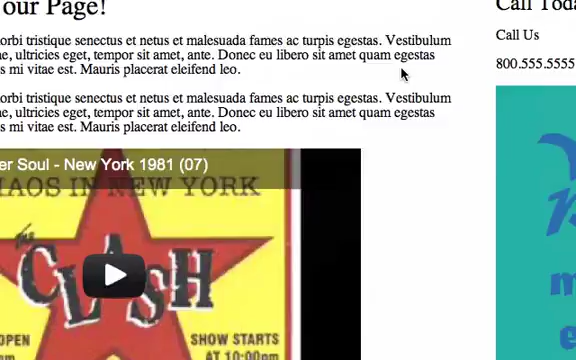 our Page!
orbi tristique senectus et netus et malesuada fames ac turpis egestas. Vestibulum
e, ultricies eget, tempor sit amet, ante. Donec eu libero sit amet quam egestas
s mi vitae est. Mauris placerat eleifend leo.
orbi tristique senectus et netus et malesuada fames ac turpis egestas. Vestibulum
e, ultricies eget, tempor sit amet, ante. Donec eu libero sit amet quam egestas
s mi vitae est. Mauris placerat eleifend leo.
er Soul - New York 1981 (07)
HAOS IN NEW YORK
the
CLASH
OPEN
SHOW STARTS
AT 10:00pm
Call Toda
Call Us
800.555.5555
m
e